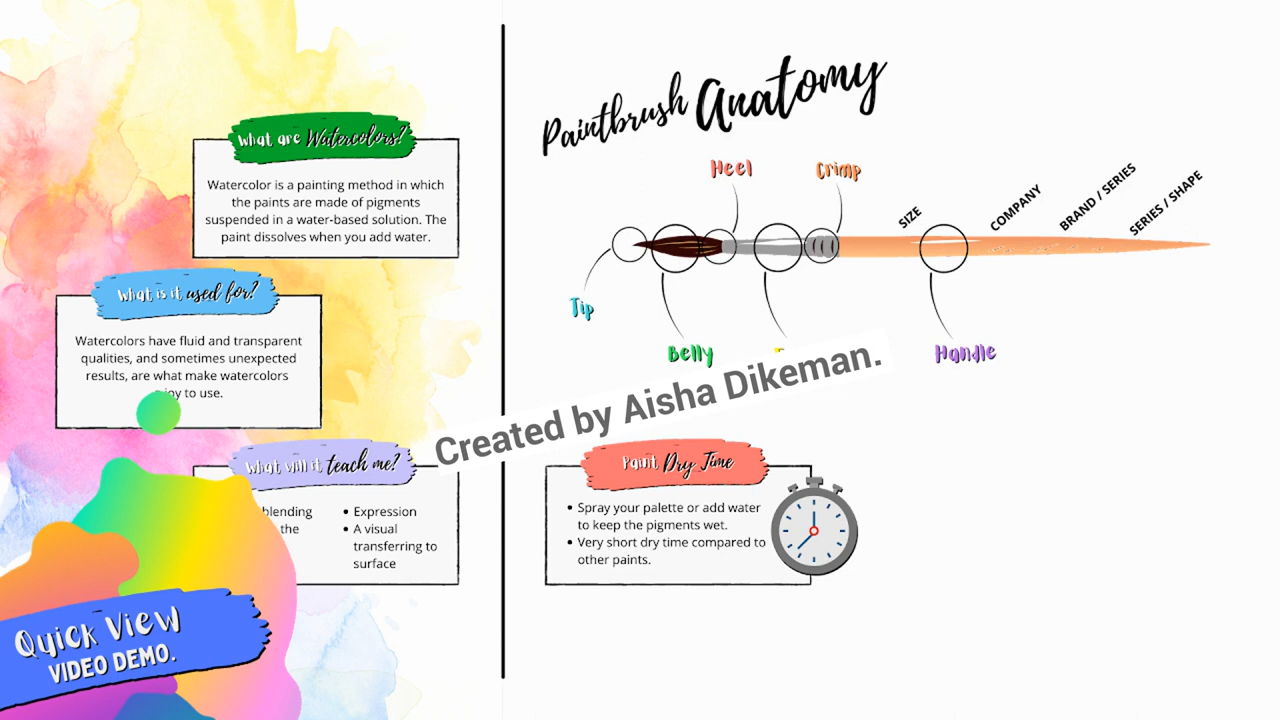 What are Watercolors?
Watercolor is a painting method in which
the paints are made of pigments
suspended in a water-based solution. The
paint dissolves when you add water.
What is it used for?
Watercolors have fluid and transparent
qualities, and sometimes unexpected
results, are what make watercolors
to use.
What will it teach me?
blending
the
• Expression
• A visual
transferring to
surface
Quick View
VIDEO DEMO.
Paintbrush Anatomy
Heel
Crimp
SIZE
COMPANY
BRAND / SERIES
SERIES / SHAPE
Tip
Belly
Handle
Created by Aisha Dikeman.
Paint Dry Time
• Spray your palette or add water
to keep the pigments wet.
• Very short dry time compared to
other paints.